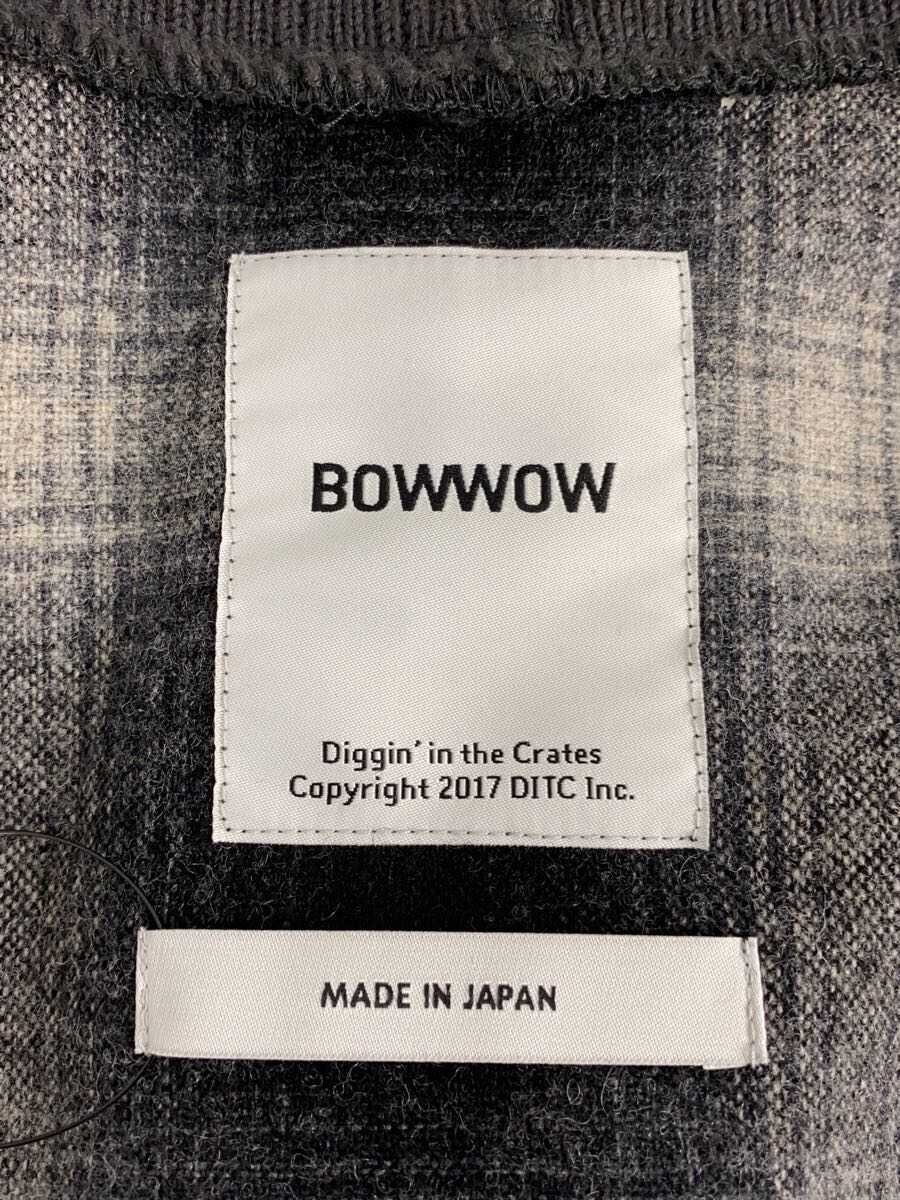 BOWWOW
Diggin' in the Crates
Copyright 2017 DITC Inc.
MADE IN JAPAN